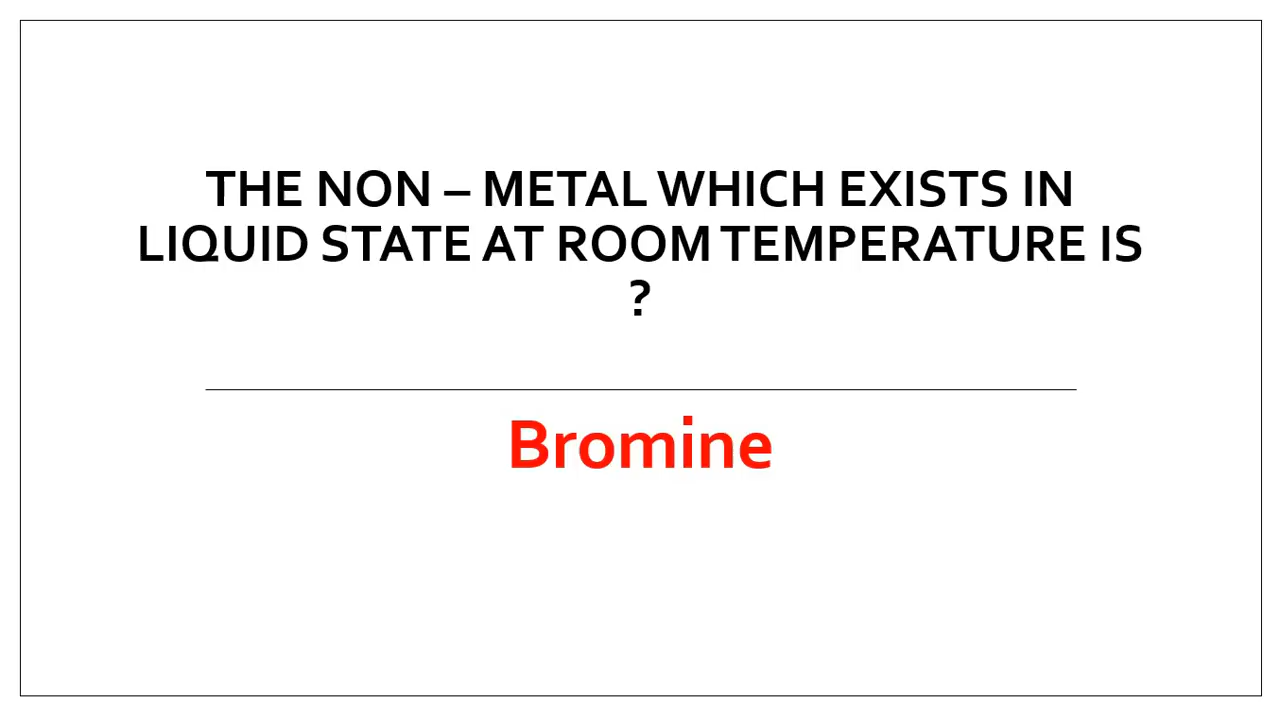 THE NON – METAL WHICH EXISTS IN
LIQUID STATE AT ROOM TEMPERATURE IS
?
Bromine